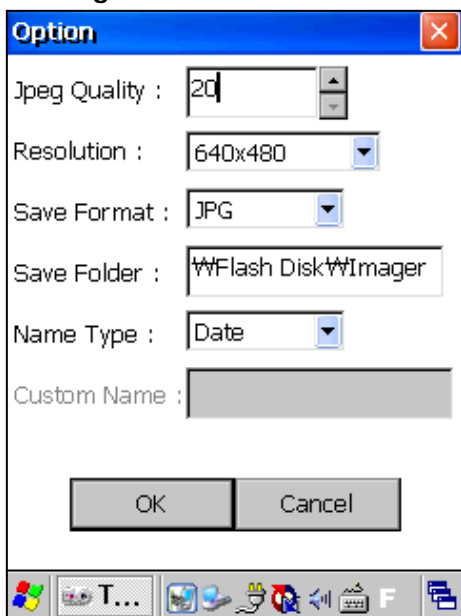 Option
Jpeg Quality : 20
Resolution : 640x480
Save Format : JPG
Save Folder : ₩₩Flash Disk₩₩Imager
Name Type : Date
Custom Name :
OK Cancel
T... F